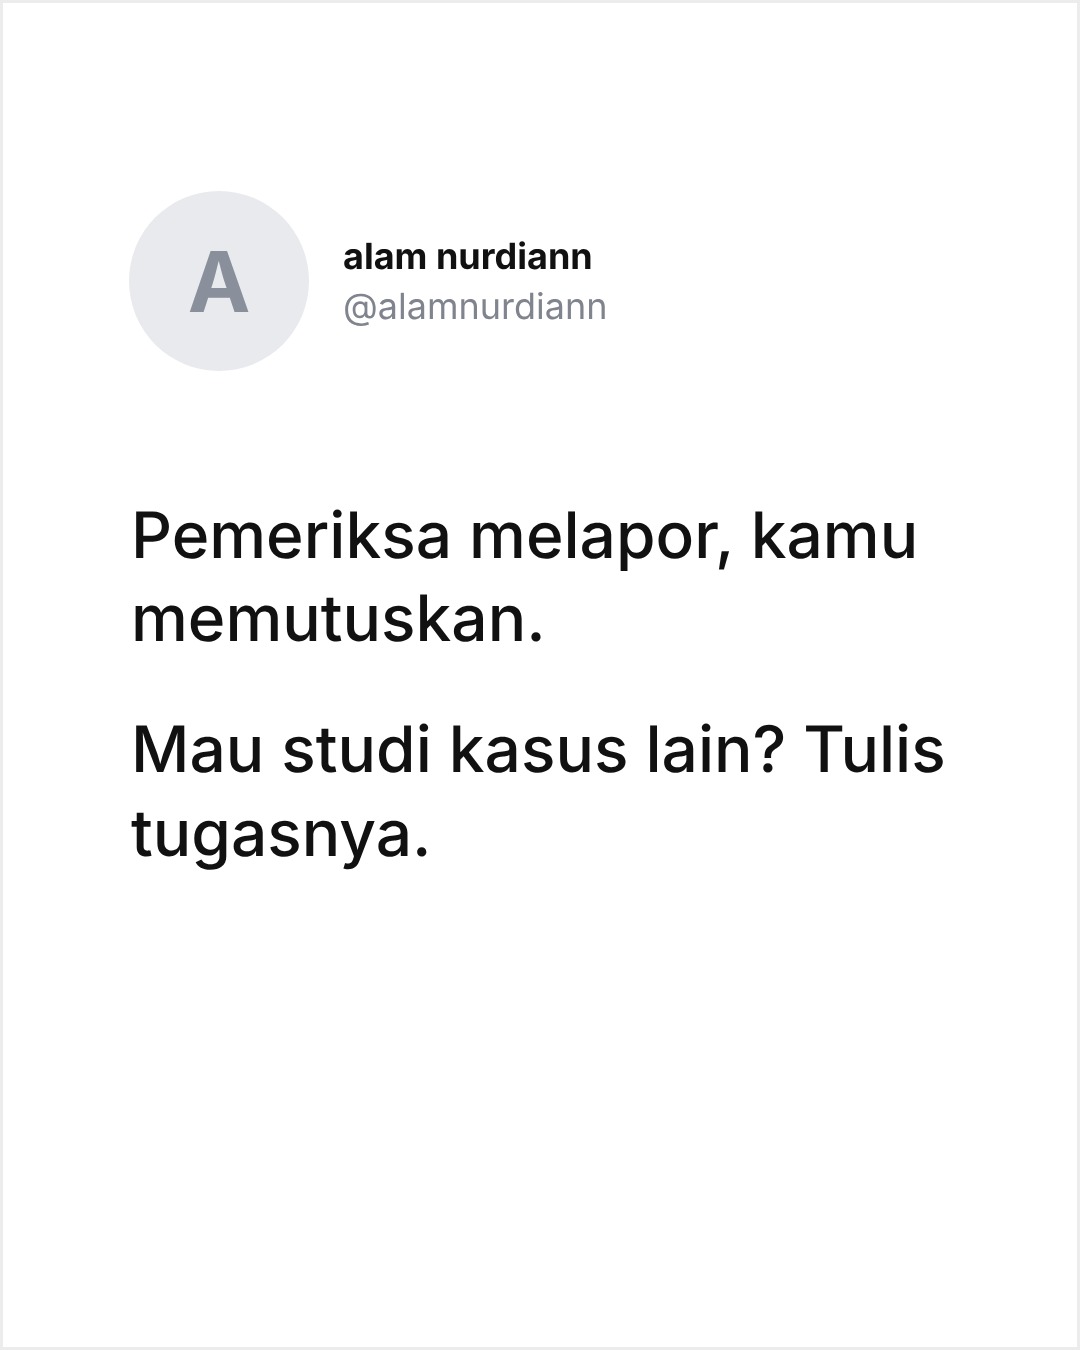 A
alam nurdiann
@alamnurdiann
Pemeriksa melapor, kamu
memutuskan.
Mau studi kasus lain? Tulis
tugasnya.